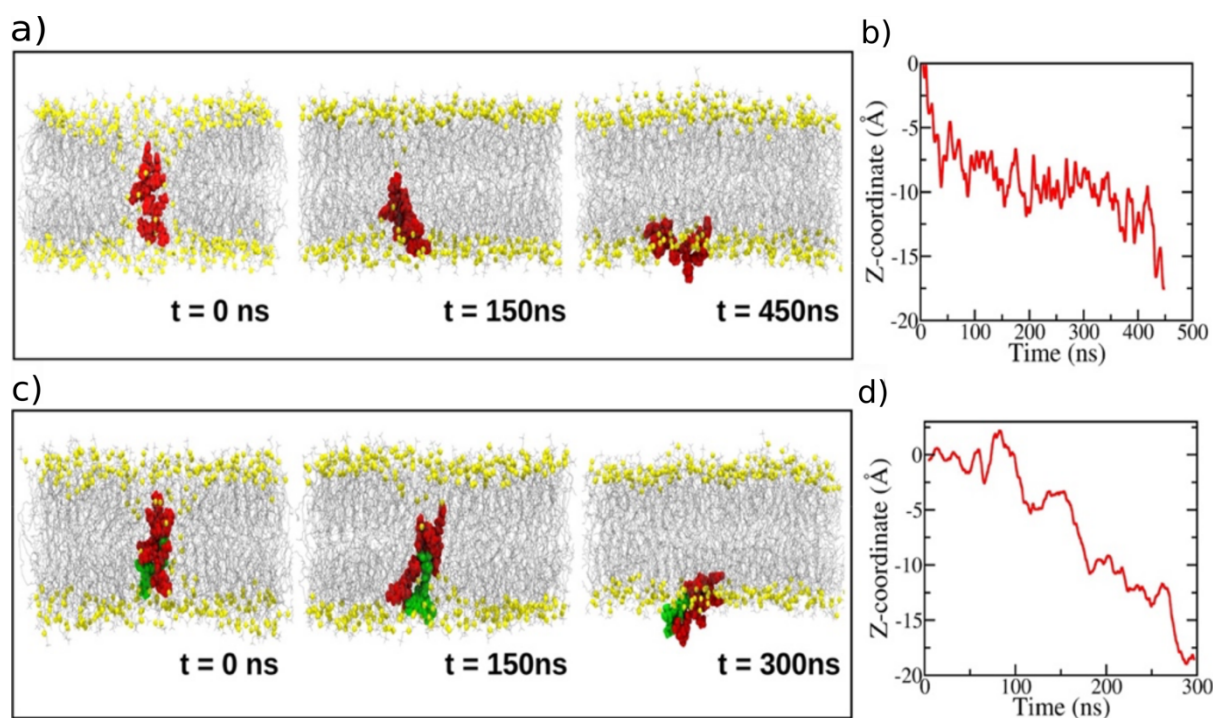 a)
t = 0 ns
t = 150ns
t = 450ns
b)
0
-5
-10
-15
-20
Z-coordinate (Å)
0 100 200 300 400 500
Time (ns)
c)
t = 0 ns
t = 150ns
t = 300ns
d)
0
-5
-10
-15
-20
Z-coordinate (Å)
0 100 200 300
Time (ns)